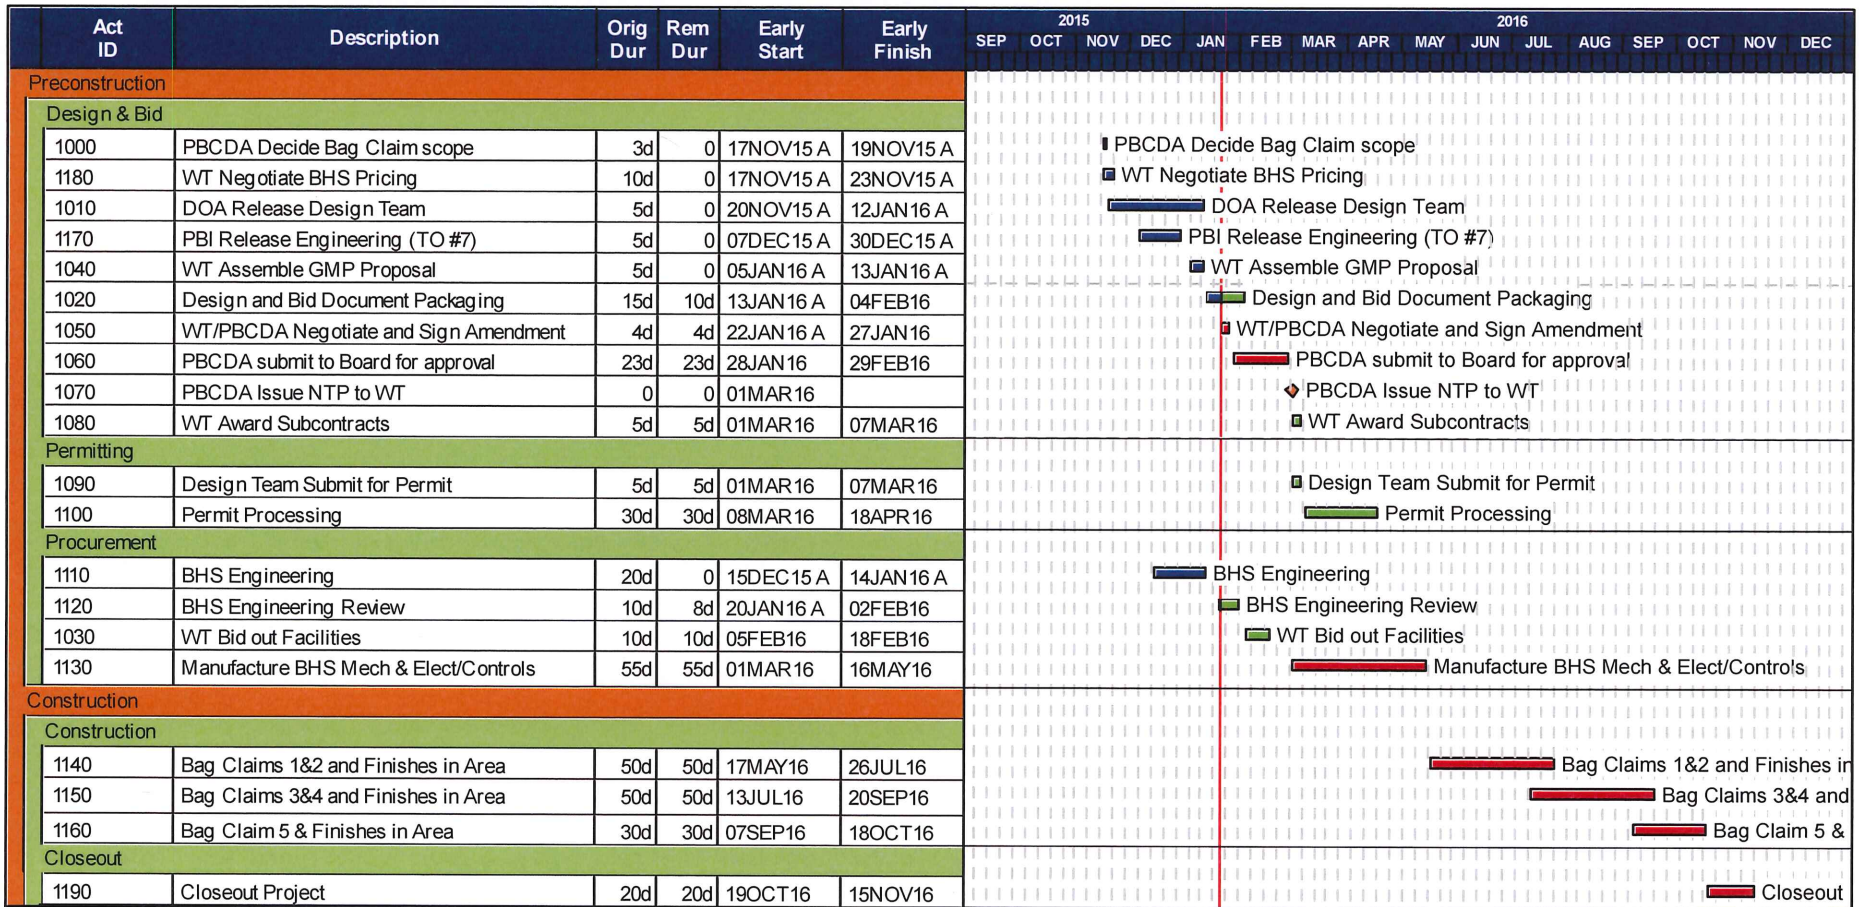 Act ID Description Orig Dur Rem Dur Early Start Early Finish
2015 2016
SEP OCT NOV DEC JAN FEB MAR APR MAY JUN JUL AUG SEP OCT NOV DEC
Preconstruction
Design & Bid
1000 PBCDA Decide Bag Claim scope 3d 0 17NOV15 A 19NOV15 A PBCDA Decide Bag Claim scope
1180 WT Negotiate BHS Pricing 10d 0 17NOV15 A 23NOV15 A WT Negotiate BHS Pricing
1010 DOA Release Design Team 5d 0 20NOV15 A 12JAN16 A DOA Release Design Team
1170 PBI Release Engineering (TO #7) 5d 0 07DEC15 A 30DEC15 A PBI Release Engineering (TO #7)
1040 WT Assemble GMP Proposal 5d 0 05JAN16 A 13JAN16 A WT Assemble GMP Proposal
1020 Design and Bid Document Packaging 15d 10d 13JAN16 A 04FEB16 Design and Bid Document Packaging
1050 WT/PBCDA Negotiate and Sign Amendment 4d 4d 22JAN16 A 27JAN16 WT/PBCDA Negotiate and Sign Amendment
1060 PBCDA submit to Board for approval 23d 23d 28JAN16 29FEB16 PBCDA submit to Board for approval
1070 PBCDA Issue NTP to WT 0 0 01MAR16 PBCDA Issue NTP to WT
1080 WT Award Subcontracts 5d 5d 01MAR16 07MAR16 WT Award Subcontracts
Permitting
1090 Design Team Submit for Permit 5d 5d 01MAR16 07MAR16 Design Team Submit for Permit
1100 Permit Processing 30d 30d 08MAR16 18APR16 Permit Processing
Procurement
1110 BHS Engineering 20d 0 15DEC15 A 14JAN16 A BHS Engineering
1120 BHS Engineering Review 10d 8d 20JAN16 A 02FEB16 BHS Engineering Review
1030 WT Bid out Facilities 10d 10d 05FEB16 18FEB16 WT Bid out Facilities
1130 Manufacture BHS Mech & Elect/Controls 55d 55d 01MAR16 16MAY16 Manufacture BHS Mech & Elect/Controls
Construction
Construction
1140 Bag Claims 1&2 and Finishes in Area 50d 50d 17MAY16 26JUL16 Bag Claims 1&2 and Finishes in
1150 Bag Claims 3&4 and Finishes in Area 50d 50d 13JUL16 20SEP16 Bag Claims 3&4 and
1160 Bag Claim 5 & Finishes in Area 30d 30d 07SEP16 18OCT16 Bag Claim 5 &
Closeout
1190 Closeout Project 20d 20d 19OCT16 15NOV16 Closeout